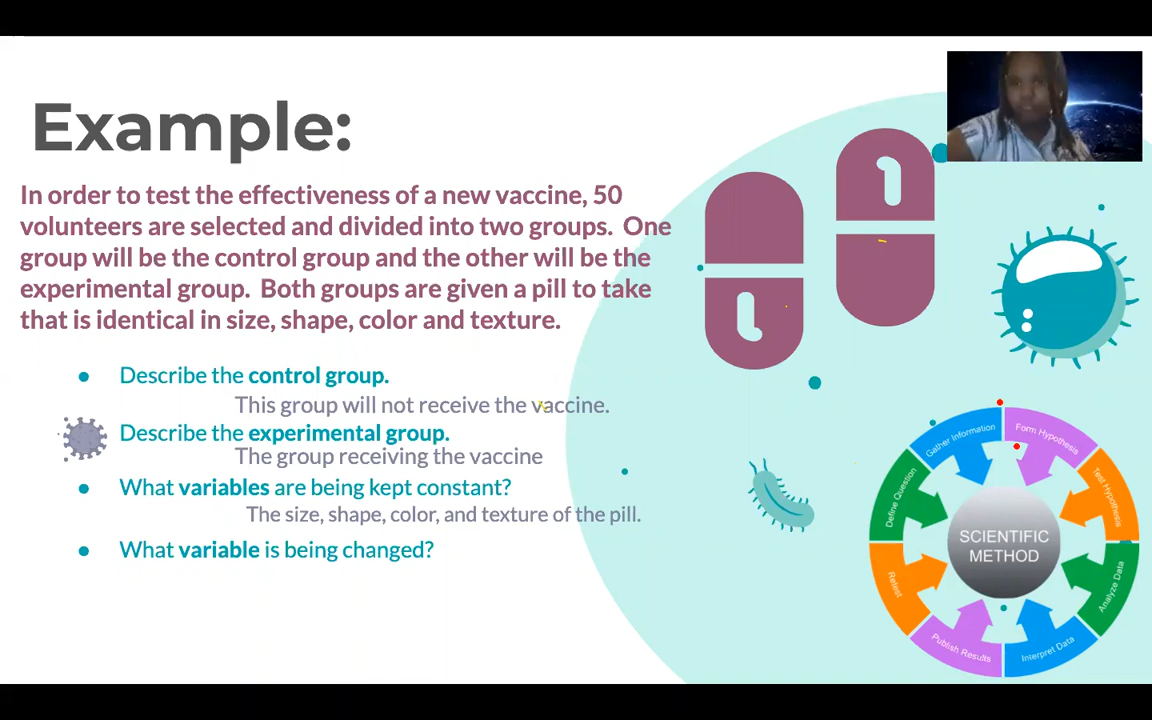 Example:
In order to test the effectiveness of a new vaccine, 50
volunteers are selected and divided into two groups.  One
group will be the control group and the other will be the
experimental group.  Both groups are given a pill to take
that is identical in size, shape, color and texture.
Describe the control group.
This group will not receive the vaccine.
Describe the experimental group.
The group receiving the vaccine
What variables are being kept constant?
The size, shape, color, and texture of the pill.
What variable is being changed?
SCIENTIFIC
METHOD
Define Question
Gather Information
Form Hypothesis
Test Hypothesis
Analyze Data
Interpret Data
Publish Results
Retest